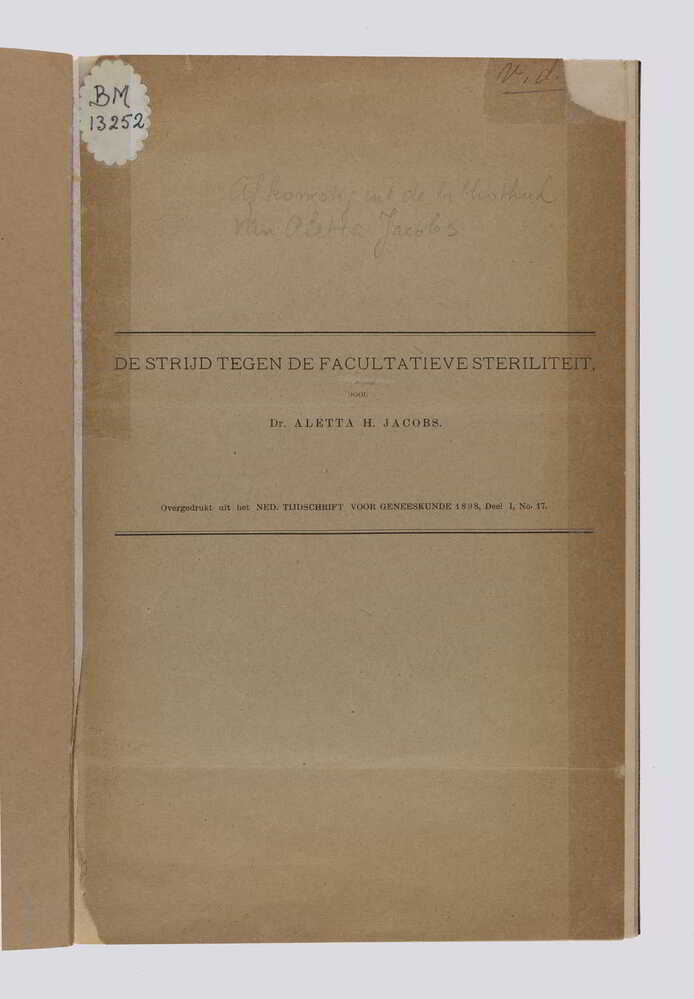 BM
13252
v. d.
Afkomstig uit de bibliotheek
van Aletta Jacobs
DE STRIJD TEGEN DE FACULTATIEVE STERILITEIT,
DOOR
Dr. ALETTA H. JACOBS.
Overgedrukt uit het NED. TIJDSCHRIFT VOOR GENEESKUNDE 1898, Deel I, No. 17.